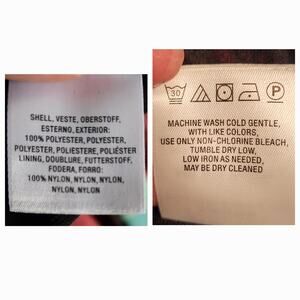 SHELL, VESTE, OBERSTOFF,
ESTERNO, EXTERIOR:
100% POLYESTER, POLYESTER,
POLYESTER, POLIESTERE, POLIÉSTER
LINING, DOUBLURE, FUTTERSTOFF,
FODERA, FORRO:
100% NYLON, NYLON, NYLON,
NYLON, NYLON
30
P
MACHINE WASH COLD GENTLE,
WITH LIKE COLORS,
USE ONLY NON-CHLORINE BLEACH,
TUMBLE DRY LOW,
LOW IRON AS NEEDED,
MAY BE DRY CLEANED